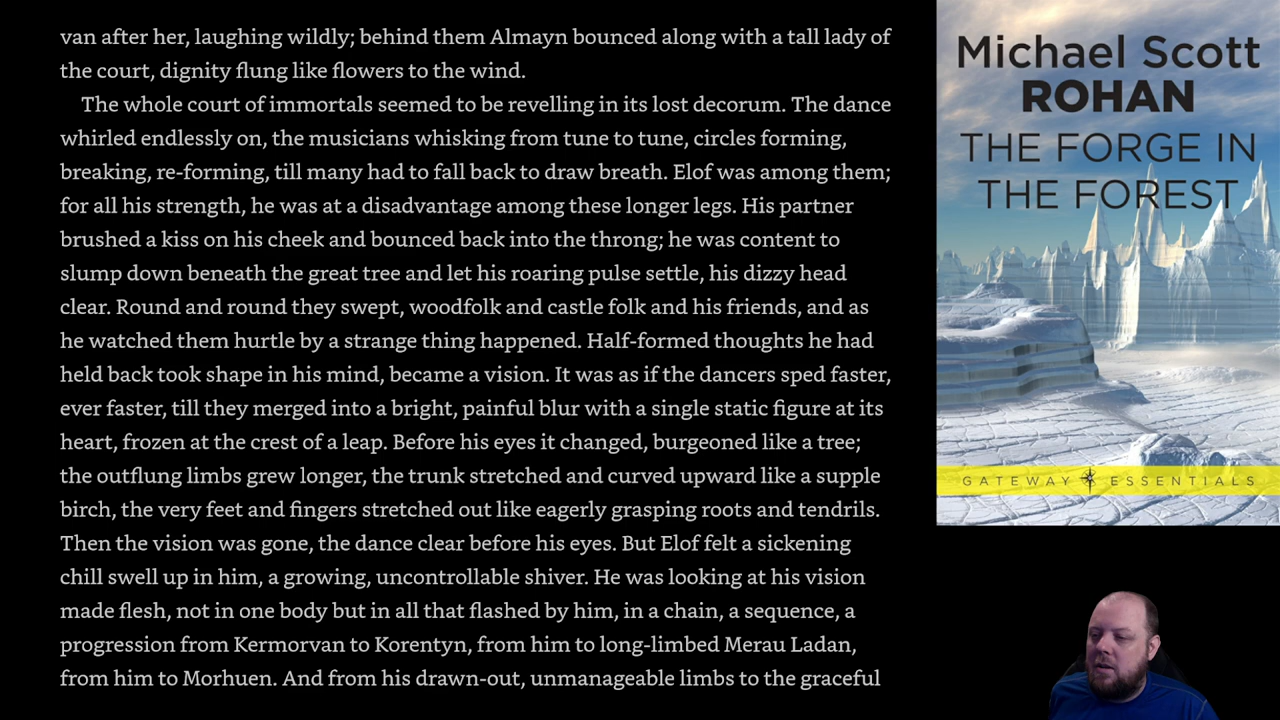 van after her, laughing wildly; behind them Almayn bounced along with a tall lady of
the court, dignity flung like flowers to the wind.
The whole court of immortals seemed to be revelling in its lost decorum. The dance
whirled endlessly on, the musicians whisking from tune to tune, circles forming,
breaking, re-forming, till many had to fall back to draw breath. Elof was among them;
for all his strength, he was at a disadvantage among these longer legs. His partner
brushed a kiss on his cheek and bounced back into the throng; he was content to
slump down beneath the great tree and let his roaring pulse settle, his dizzy head
clear. Round and round they swept, woodfolk and castle folk and his friends, and as
he watched them hurtle by a strange thing happened. Half-formed thoughts he had
held back took shape in his mind, became a vision. It was as if the dancers sped faster,
ever faster, till they merged into a bright, painful blur with a single static figure at its
heart, frozen at the crest of a leap. Before his eyes it changed, burgeoned like a tree;
the outflung limbs grew longer, the trunk stretched and curved upward like a supple
birch, the very feet and fingers stretched out like eagerly grasping roots and tendrils.
Then the vision was gone, the dance clear before his eyes. But Elof felt a sickening
chill swell up in him, a growing, uncontrollable shiver. He was looking at his vision
made flesh, not in one body but in all that flashed by him, in a chain, a sequence, a
progression from Kermorvan to Korentyn, from him to long-limbed Merau Ladan,
from him to Morhuen. And from his drawn-out, unmanageable limbs to the graceful
Michael Scott
ROHAN
THE FORGE IN
THE FOREST
GATEWAY ESSENTIALS